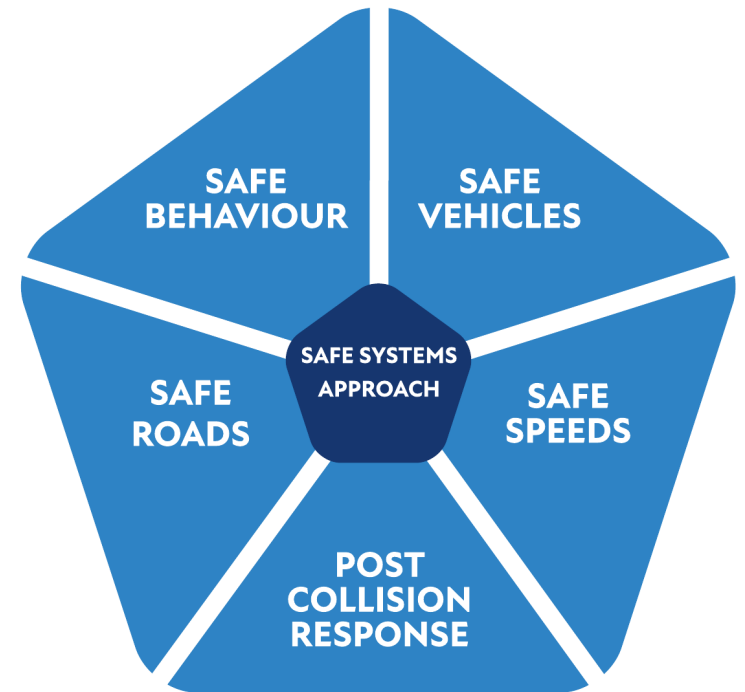 SAFE
BEHAVIOUR
SAFE
VEHICLES
SAFE SYSTEMS
APPROACH
SAFE
ROADS
SAFE
SPEEDS
POST
COLLISION
RESPONSE